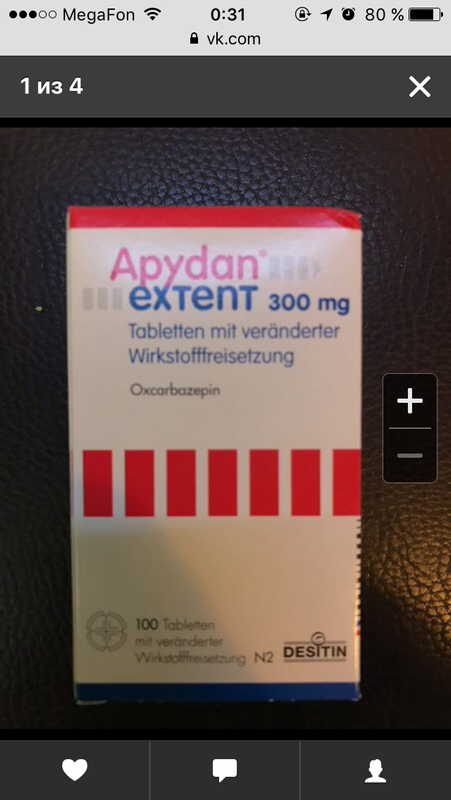 MegaFon 0:31 80 %
vk.com
1 из 4
Apydan®
extent 300 mg
Tabletten mit veränderter
Wirkstofffreisetzung
Oxcarbazepin
100 Tabletten
mit veränderter
Wirkstofffreisetzung N2 DESITIN